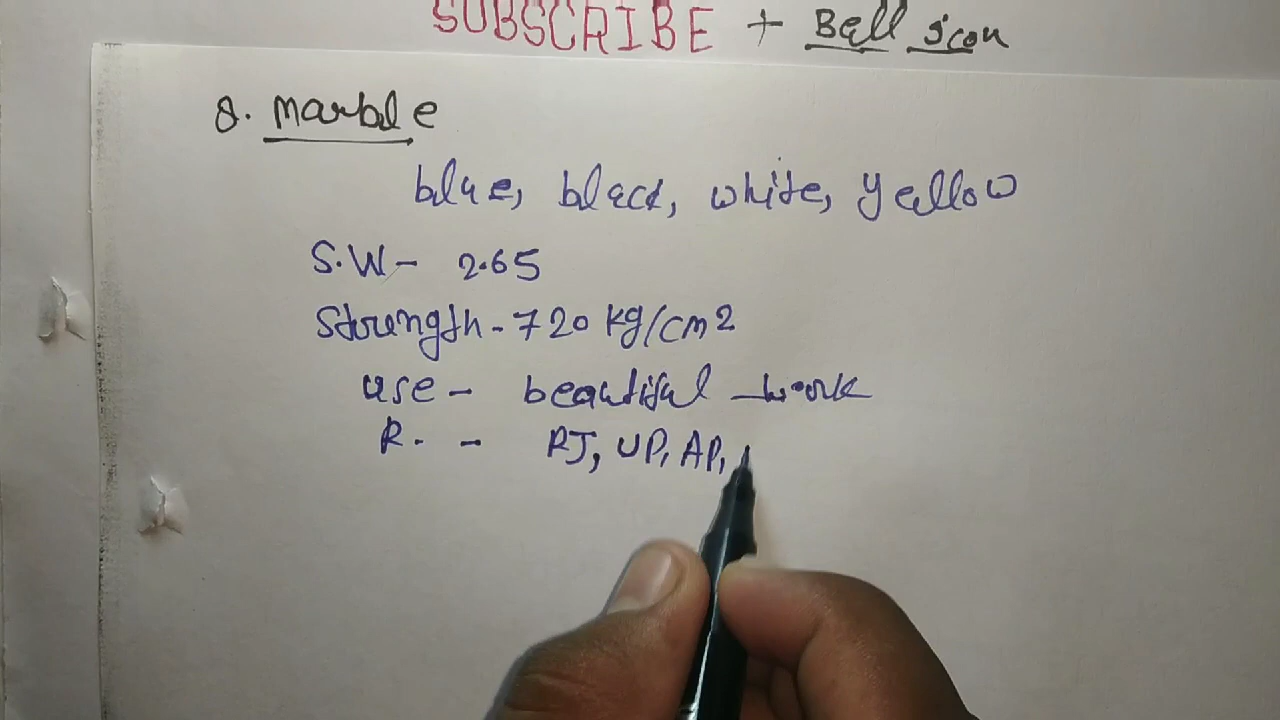 SUBSCRIBE + Bell icon
8. Marble
blue, black, white, yellow
S.W - 2.65
Strength - 720 kg/cm2
use - beautiful work
R. - RJ, UP, AP,